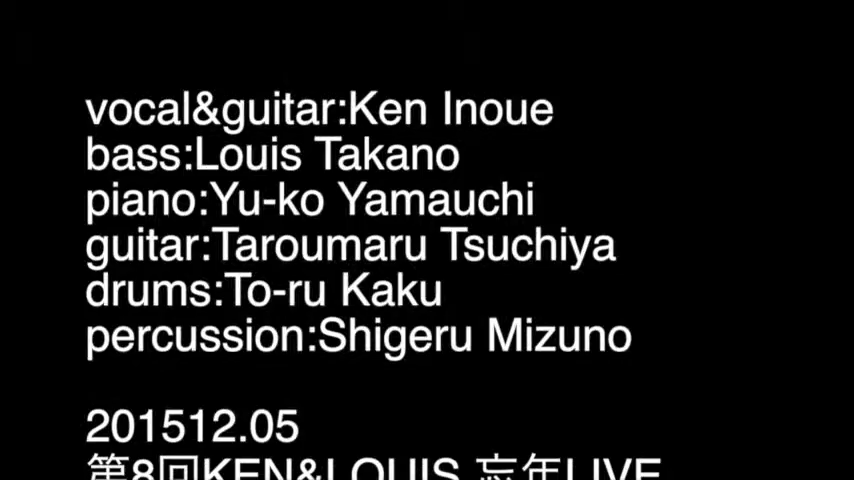 vocal&guitar:Ken Inoue
bass:Louis Takano
piano:Yu-ko Yamauchi
guitar:Taroumaru Tsuchiya
drums:To-ru Kaku
percussion:Shigeru Mizuno
201512.05
第8回KEN&LOUIS 忘年LIVE